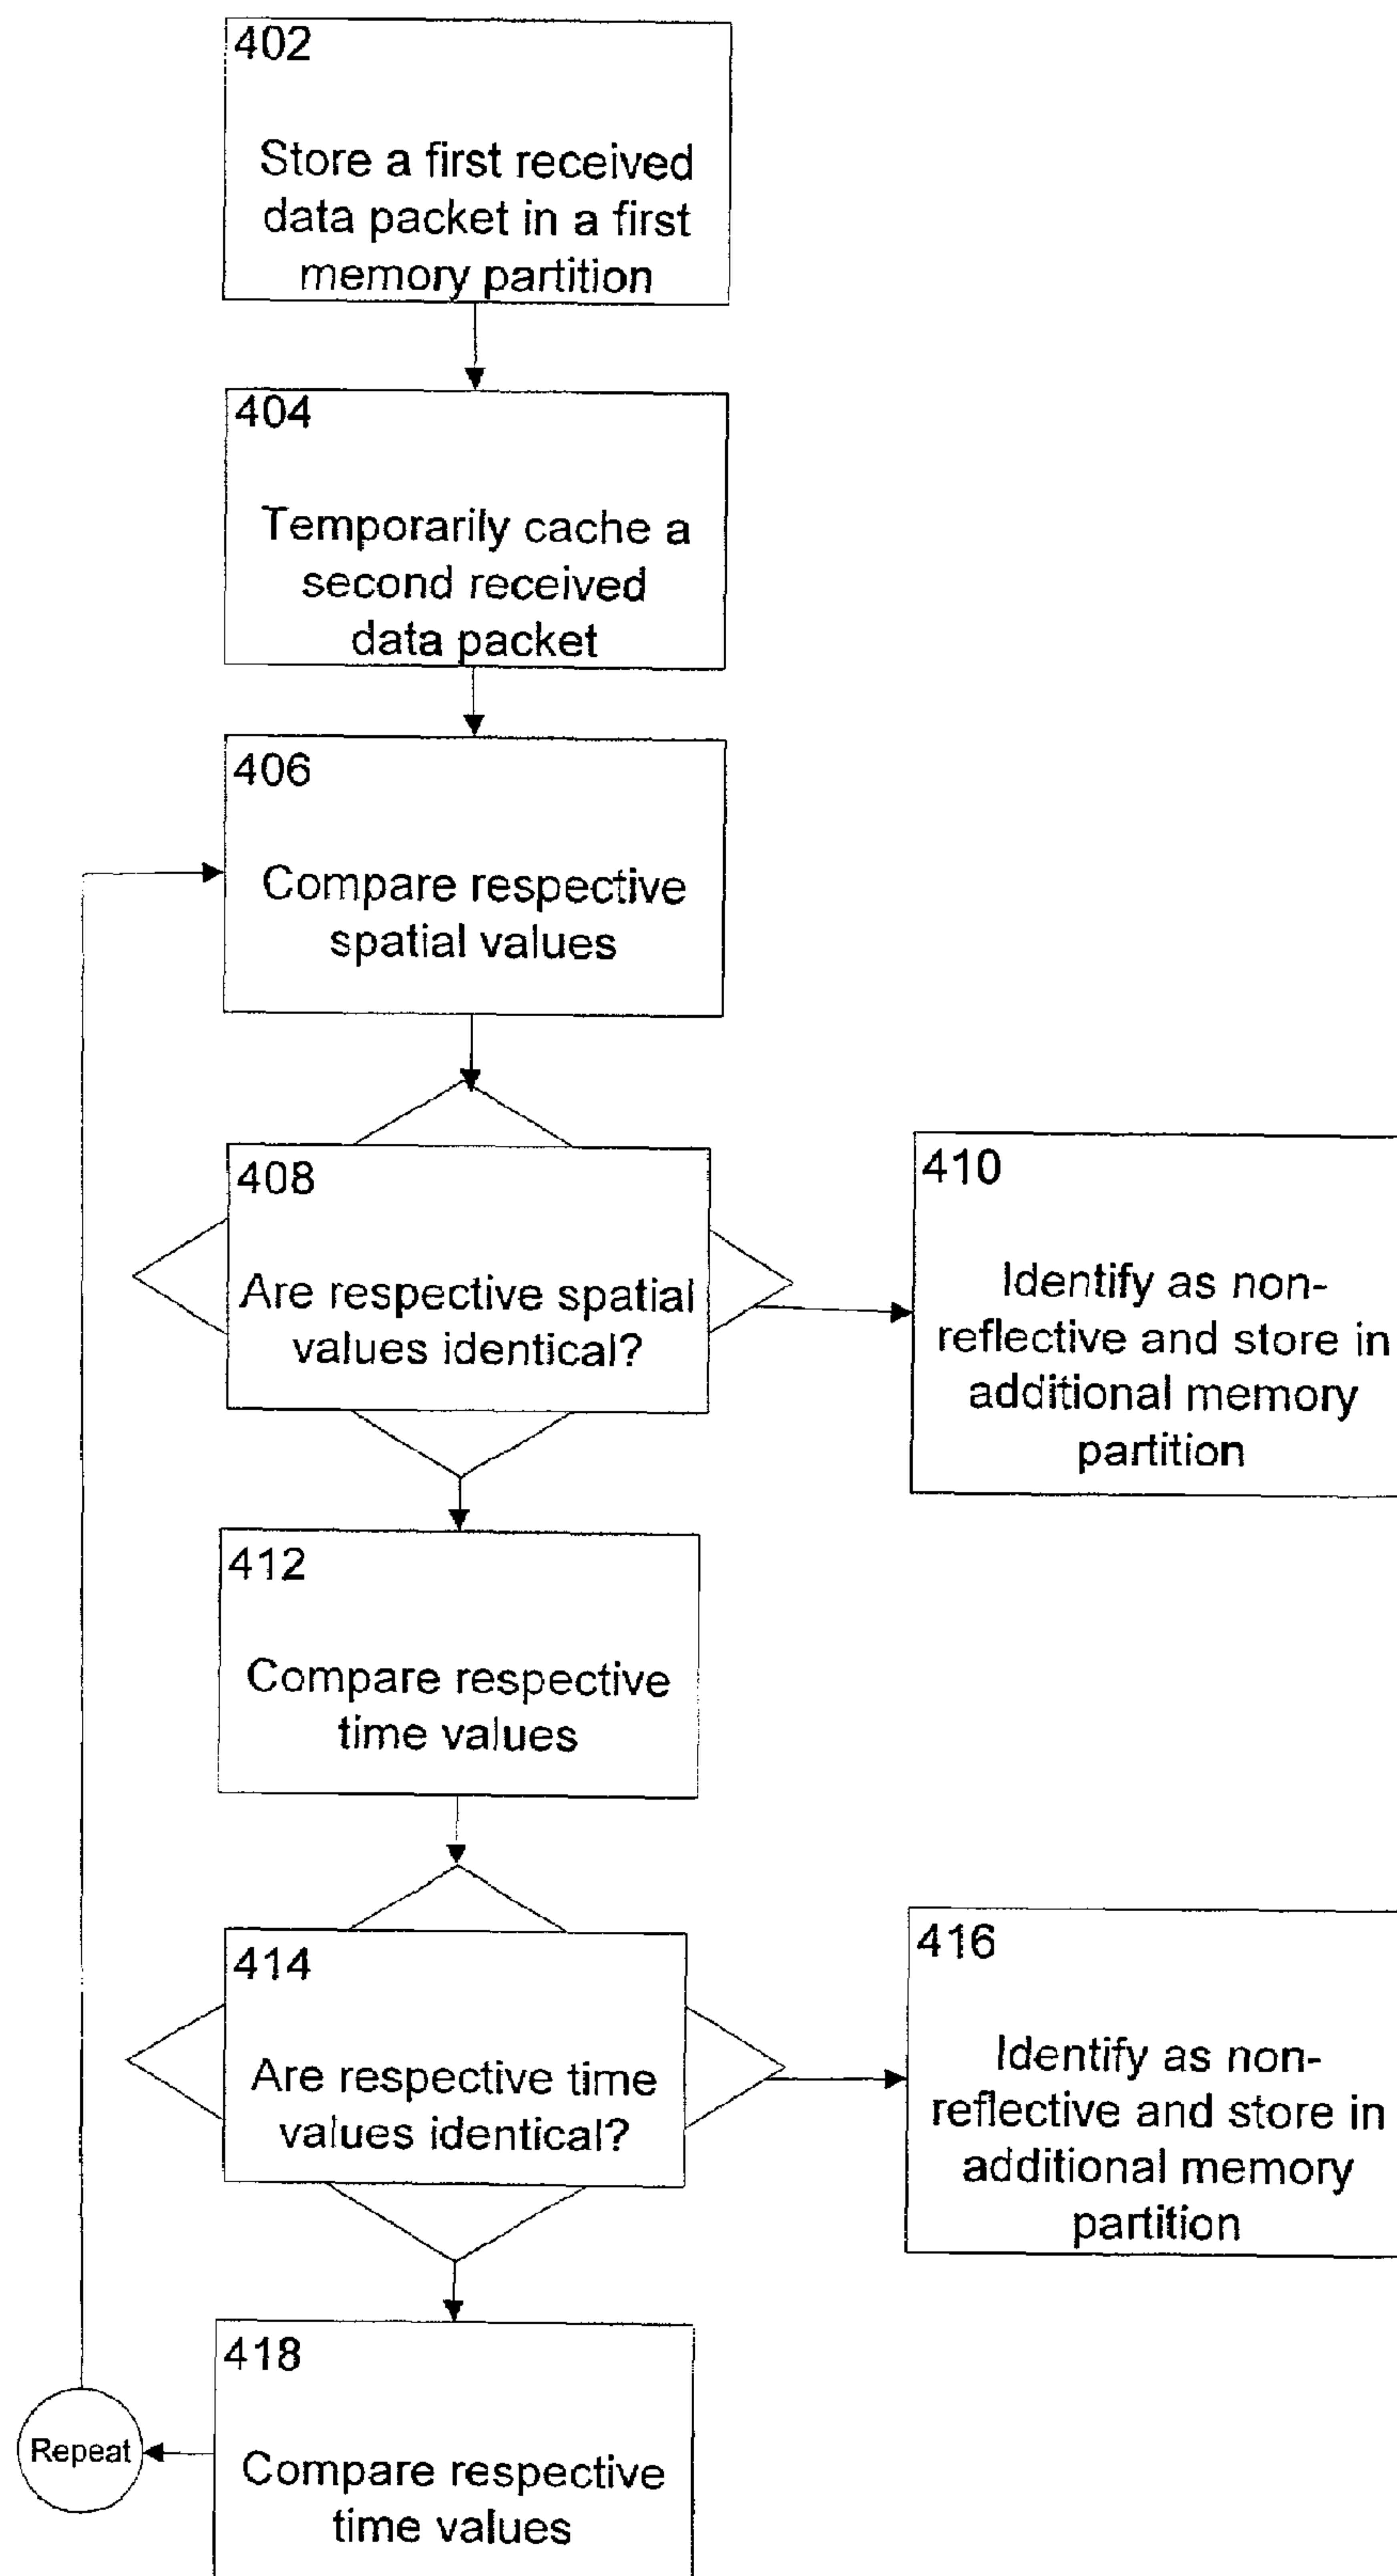 402
Store a first received
data packet in a first
memory partition
404
Temporarily cache a
second received
data packet
406
Compare respective
spatial values
408
Are respective spatial
values identical?
410
Identify as non-
reflective and store in
additional memory
partition
412
Compare respective
time values
414
Are respective time
values identical?
416
Identify as non-
reflective and store in
additional memory
partition
418
Compare respective
time values
Repeat